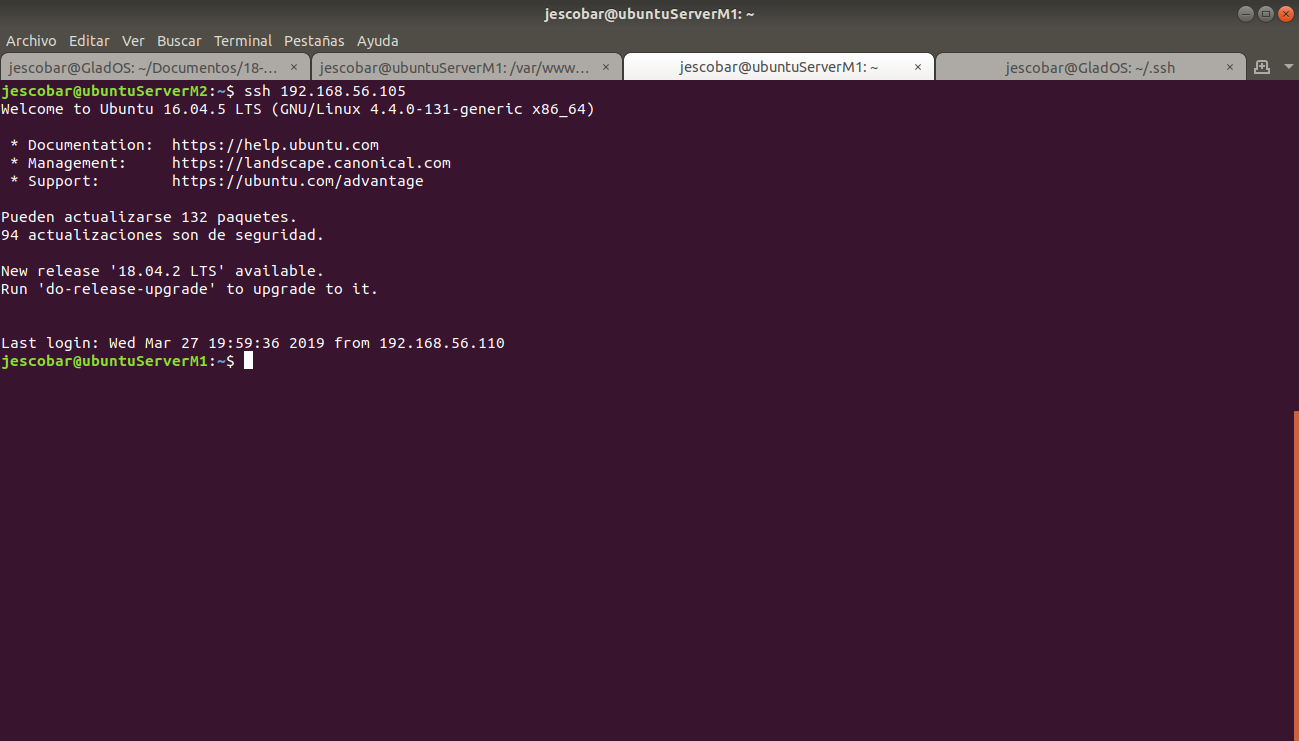 jescobar@ubuntuServerM1: ~
Archivo Editar Ver Buscar Terminal Pestañas Ayuda
jescobar@GladOS: ~/Documentos/18-... × jescobar@ubuntuServerM1: /var/www... × jescobar@ubuntuServerM1: ~ × jescobar@GladOS: ~/.ssh ×
jescobar@ubuntuServerM2:~$ ssh 192.168.56.105
Welcome to Ubuntu 16.04.5 LTS (GNU/Linux 4.4.0-131-generic x86_64)
* Documentation: https://help.ubuntu.com
* Management: https://landscape.canonical.com
* Support: https://ubuntu.com/advantage
Pueden actualizarse 132 paquetes.
94 actualizaciones son de seguridad.
New release '18.04.2 LTS' available.
Run 'do-release-upgrade' to upgrade to it.
Last login: Wed Mar 27 19:59:36 2019 from 192.168.56.110
jescobar@ubuntuServerM1:~$